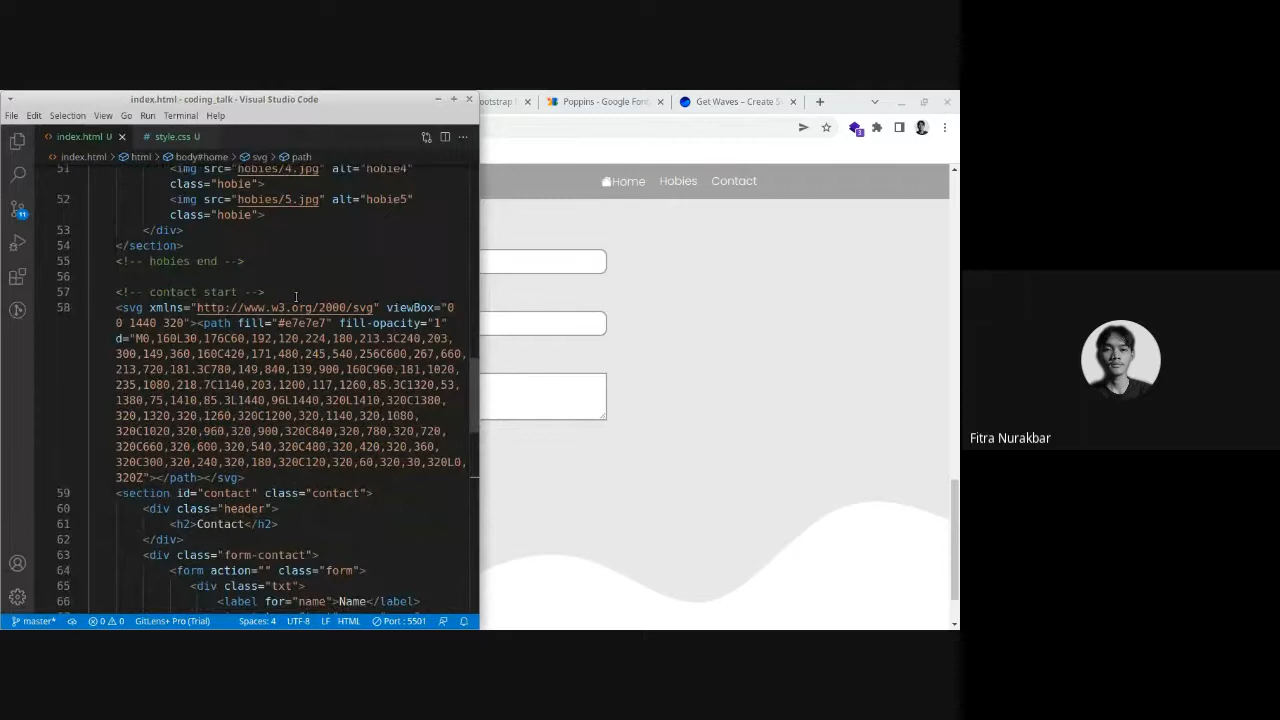 index.html - coding_talk - Visual Studio Code
File Edit Selection View Go Run Terminal Help
index.html U
style.css U
index.html > html > body#home > svg > path
51 <img src="hobies/4.jpg" alt="hobie4"
class="hobie">
52 <img src="hobies/5.jpg" alt="hobie5"
class="hobie">
53 </div>
54 </section>
55 <!-- hobies end -->
56
57 <!-- contact start -->
58 <svg xmlns="http://www.w3.org/2000/svg" viewBox="0
0 1440 320"><path fill="#e7e7e7" fill-opacity="1"
d="M0,160L30,176C60,192,120,224,180,213.3C240,203,
300,149,360,160C420,171,480,245,540,256C600,267,660,
213,720,181.3C780,149,840,139,900,160C960,181,1020,
235,1080,218.7C1140,203,1200,117,1260,85.3C1320,53,
1380,75,1410,85.3L1440,96L1440,320L1410,320C1380,
320,1320,320,1260,320C1200,320,1140,320,1080,
320C1020,320,960,320,900,320C840,320,780,320,720,
320C660,320,600,320,540,320C480,320,420,320,360,
320C300,320,240,320,180,320C120,320,60,320,30,320L0,
320Z"></path></svg>
59 <section id="contact" class="contact">
60 <div class="header">
61 <h2>Contact</h2>
62 </div>
63 <div class="form-contact">
64 <form action="" class="form">
65 <div class="txt">
66 <label for="name">Name</label>
master* 0 0 GitLens+ Pro (Trial) Spaces: 4 UTF-8 LF HTML Port : 5501
11
ootstrap I
Poppins - Google Fon
Get Waves – Create S
3
Home Hobies Contact
Fitra Nurakbar